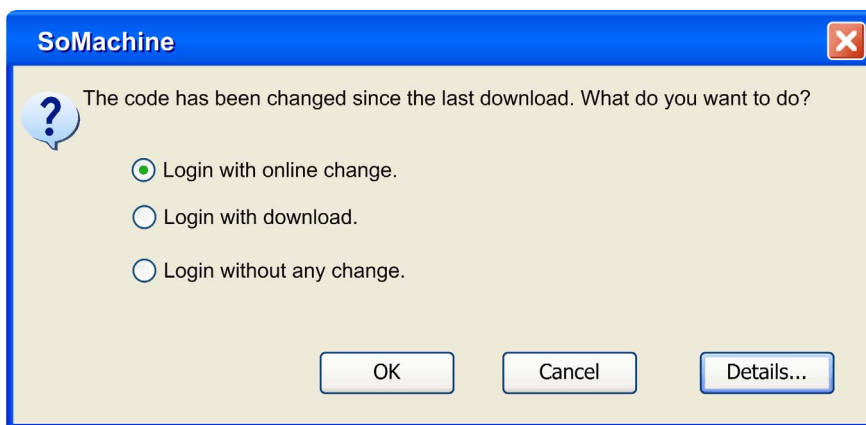 SoMachine
The code has been changed since the last download. What do you want to do?
Login with online change.
Login with download.
Login without any change.
OK Cancel Details...